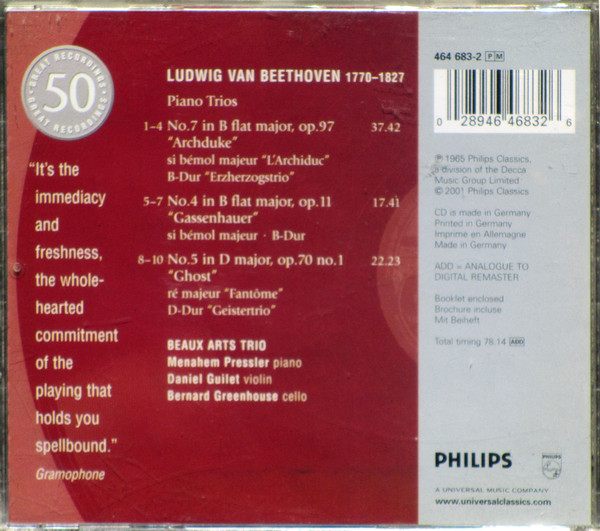 GREAT RECORDINGS
50
GREAT RECORDINGS
"It's the
immediacy
and
freshness,
the whole-
hearted
commitment
of the
playing that
holds you
spellbound."
Gramophone
LUDWIG VAN BEETHOVEN 1770–1827
Piano Trios
1–4 No.7 in B flat major, op.97 37.42
"Archduke"
si bémol majeur "L'Archiduc"
B-Dur "Erzherzogstrio"
5–7 No.4 in B flat major, op.11 17.41
"Gassenhauer"
si bémol majeur · B-Dur
8–10 No.5 in D major, op.70 no.1 22.23
"Ghost"
ré majeur "Fantôme"
D-Dur "Geistertrio"
BEAUX ARTS TRIO
Menahem Pressler piano
Daniel Guilet violin
Bernard Greenhouse cello
464 683-2 PM
0 28946 46832 6
℗ 1965 Philips Classics,
a division of the Decca
Music Group Limited
© 2001 Philips Classics
CD is made in Germany
Printed in Germany
Imprimé en Allemagne
Made in Germany
ADD = ANALOGUE TO
DIGITAL REMASTER
Booklet enclosed
Brochure incluse
Mit Beiheft
Total timing 78.14 ADD
PHILIPS
PHILIPS
A UNIVERSAL MUSIC COMPANY
www.universalclassics.com